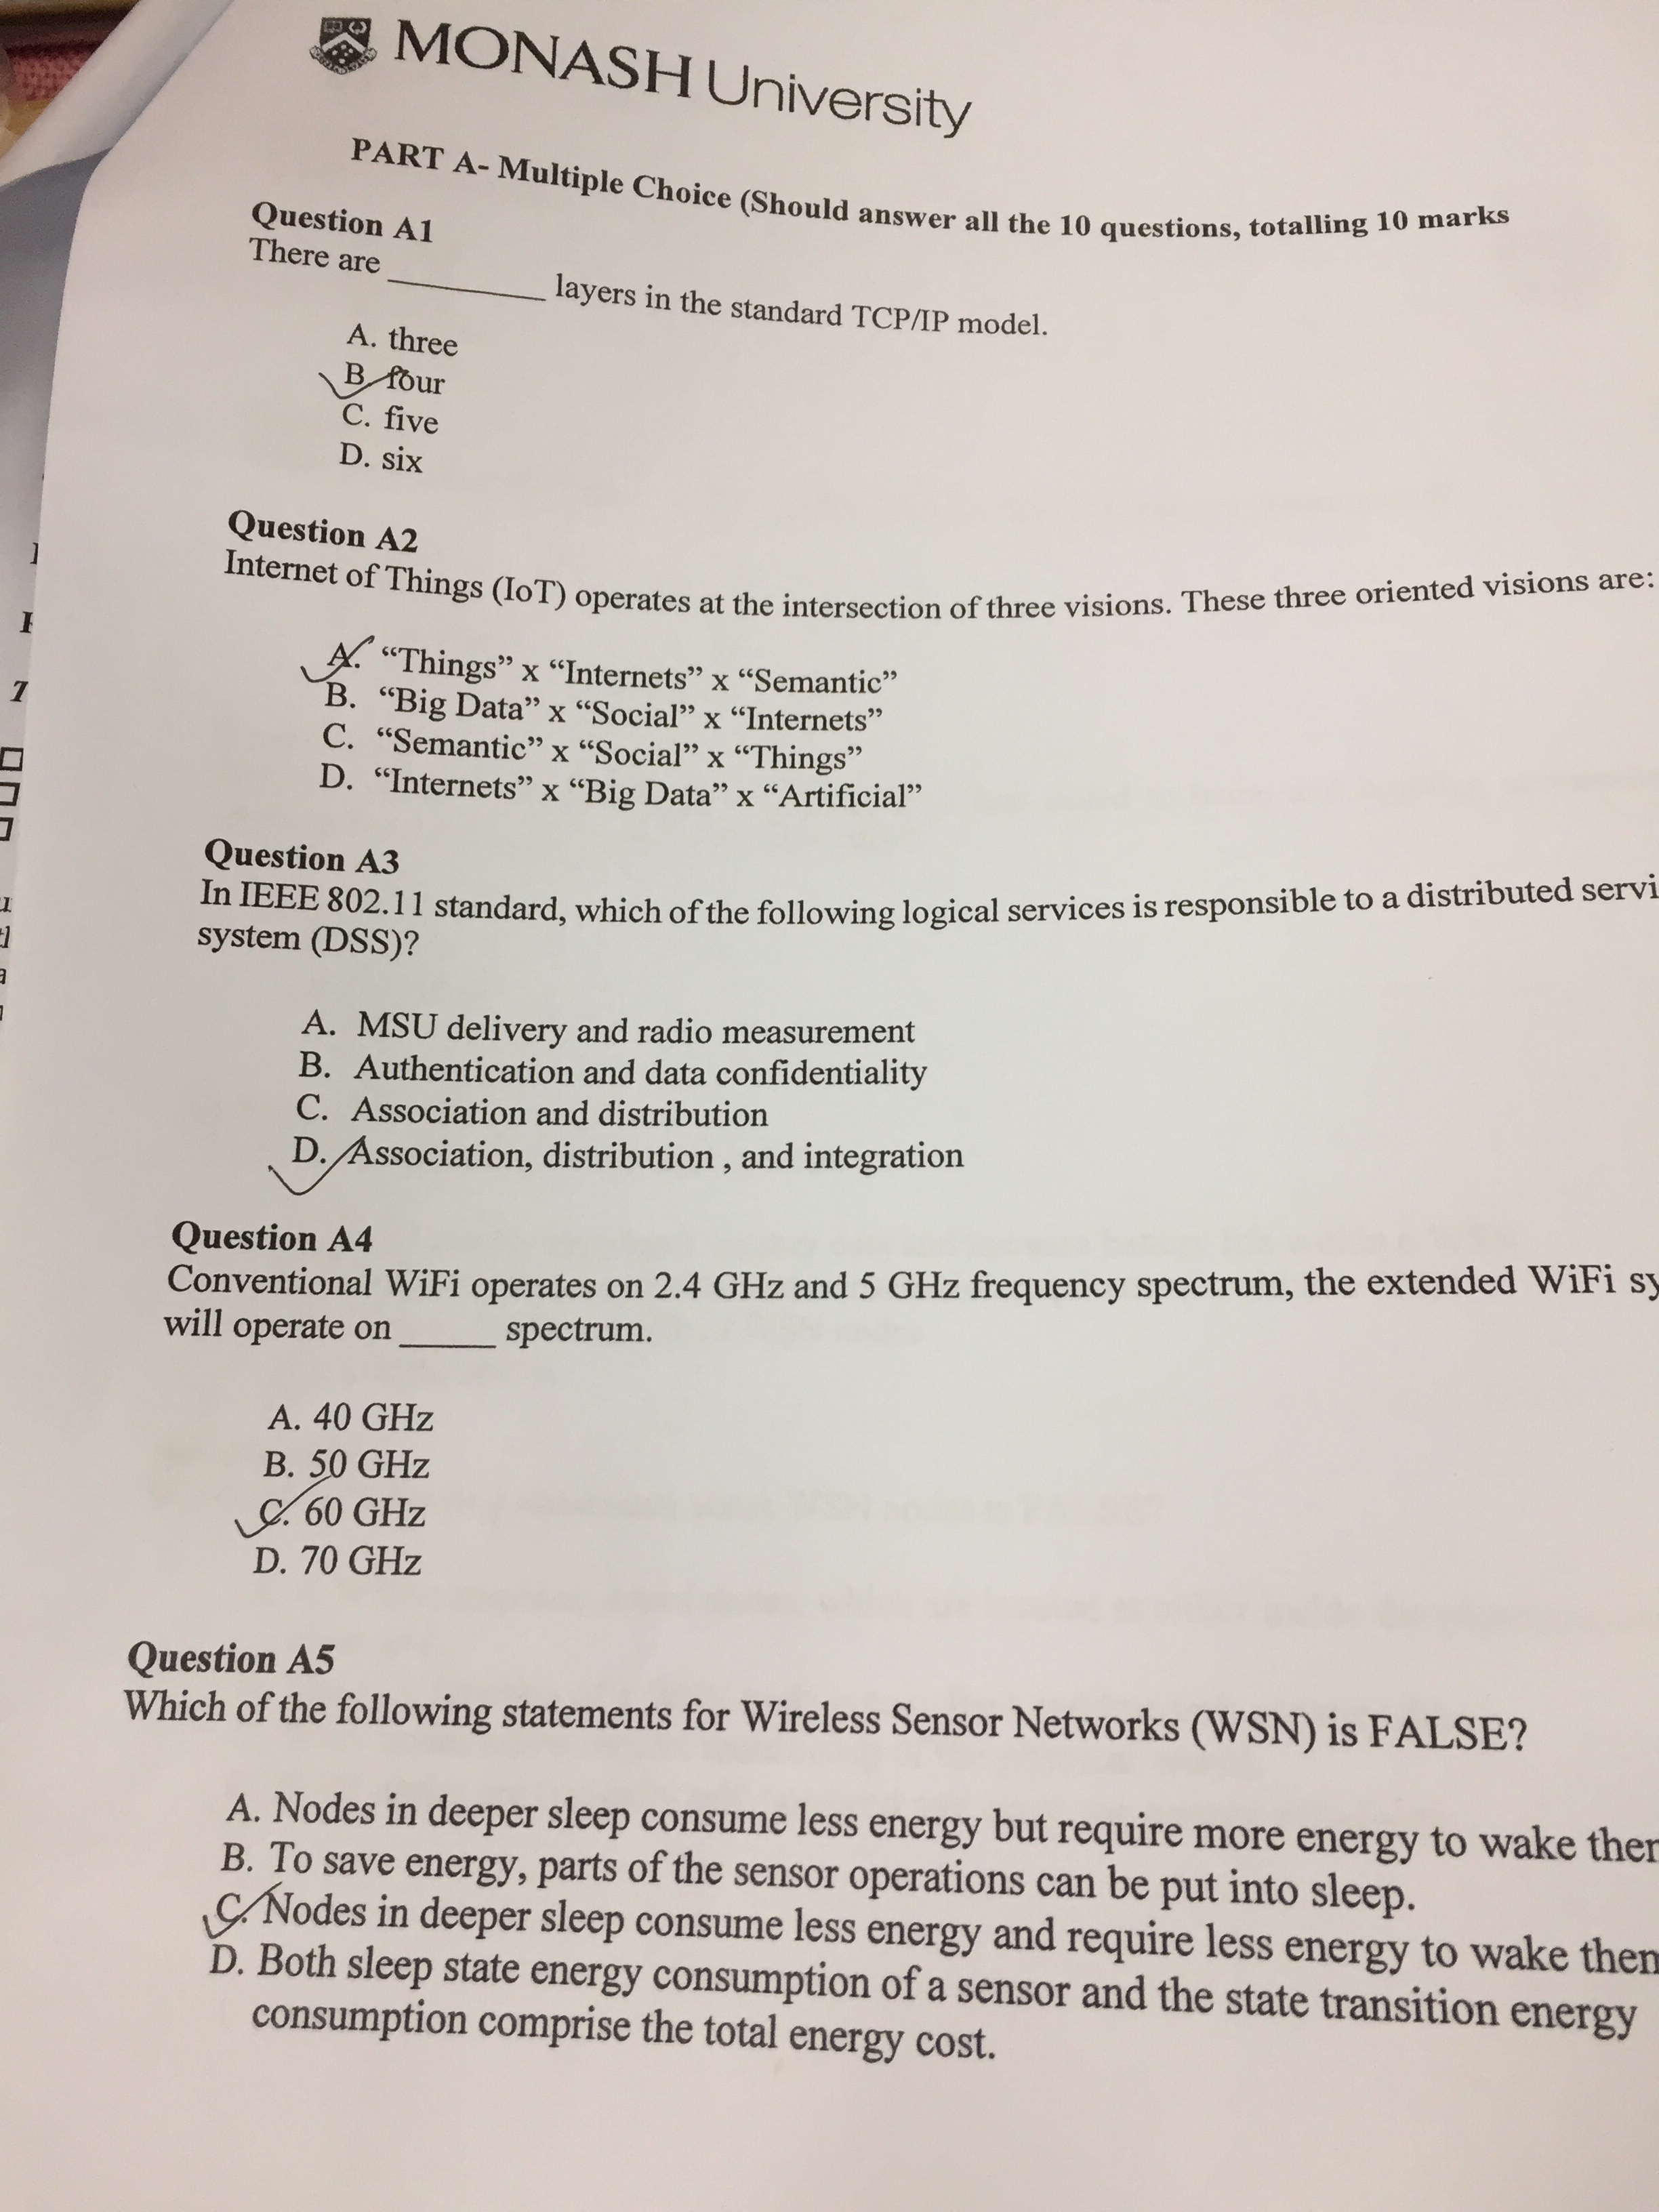 MONASH University
PART A- Multiple Choice (Should answer all the 10 questions, totalling 10 marks
Question A1
There are __________ layers in the standard TCP/IP model.
A. three
B. four
C. five
D. six
Question A2
Internet of Things (IoT) operates at the intersection of three visions. These three oriented visions are:
A. “Things” x “Internets” x “Semantic”
B. “Big Data” x “Social” x “Internets”
C. “Semantic” x “Social” x “Things”
D. “Internets” x “Big Data” x “Artificial”
Question A3
In IEEE 802.11 standard, which of the following logical services is responsible to a distributed servi
system (DSS)?
A. MSU delivery and radio measurement
B. Authentication and data confidentiality
C. Association and distribution
D. Association, distribution , and integration
Question A4
Conventional WiFi operates on 2.4 GHz and 5 GHz frequency spectrum, the extended WiFi sy
will operate on ______ spectrum.
A. 40 GHz
B. 50 GHz
C. 60 GHz
D. 70 GHz
Question A5
Which of the following statements for Wireless Sensor Networks (WSN) is FALSE?
A. Nodes in deeper sleep consume less energy but require more energy to wake
B. To save energy, parts of the sensor operations can be put into sleep.
C. Nodes in deeper sleep consume less energy and require less energy to wake
D. Both sleep state energy consumption of a sensor and the state transition energy
consumption comprise the total energy cost.